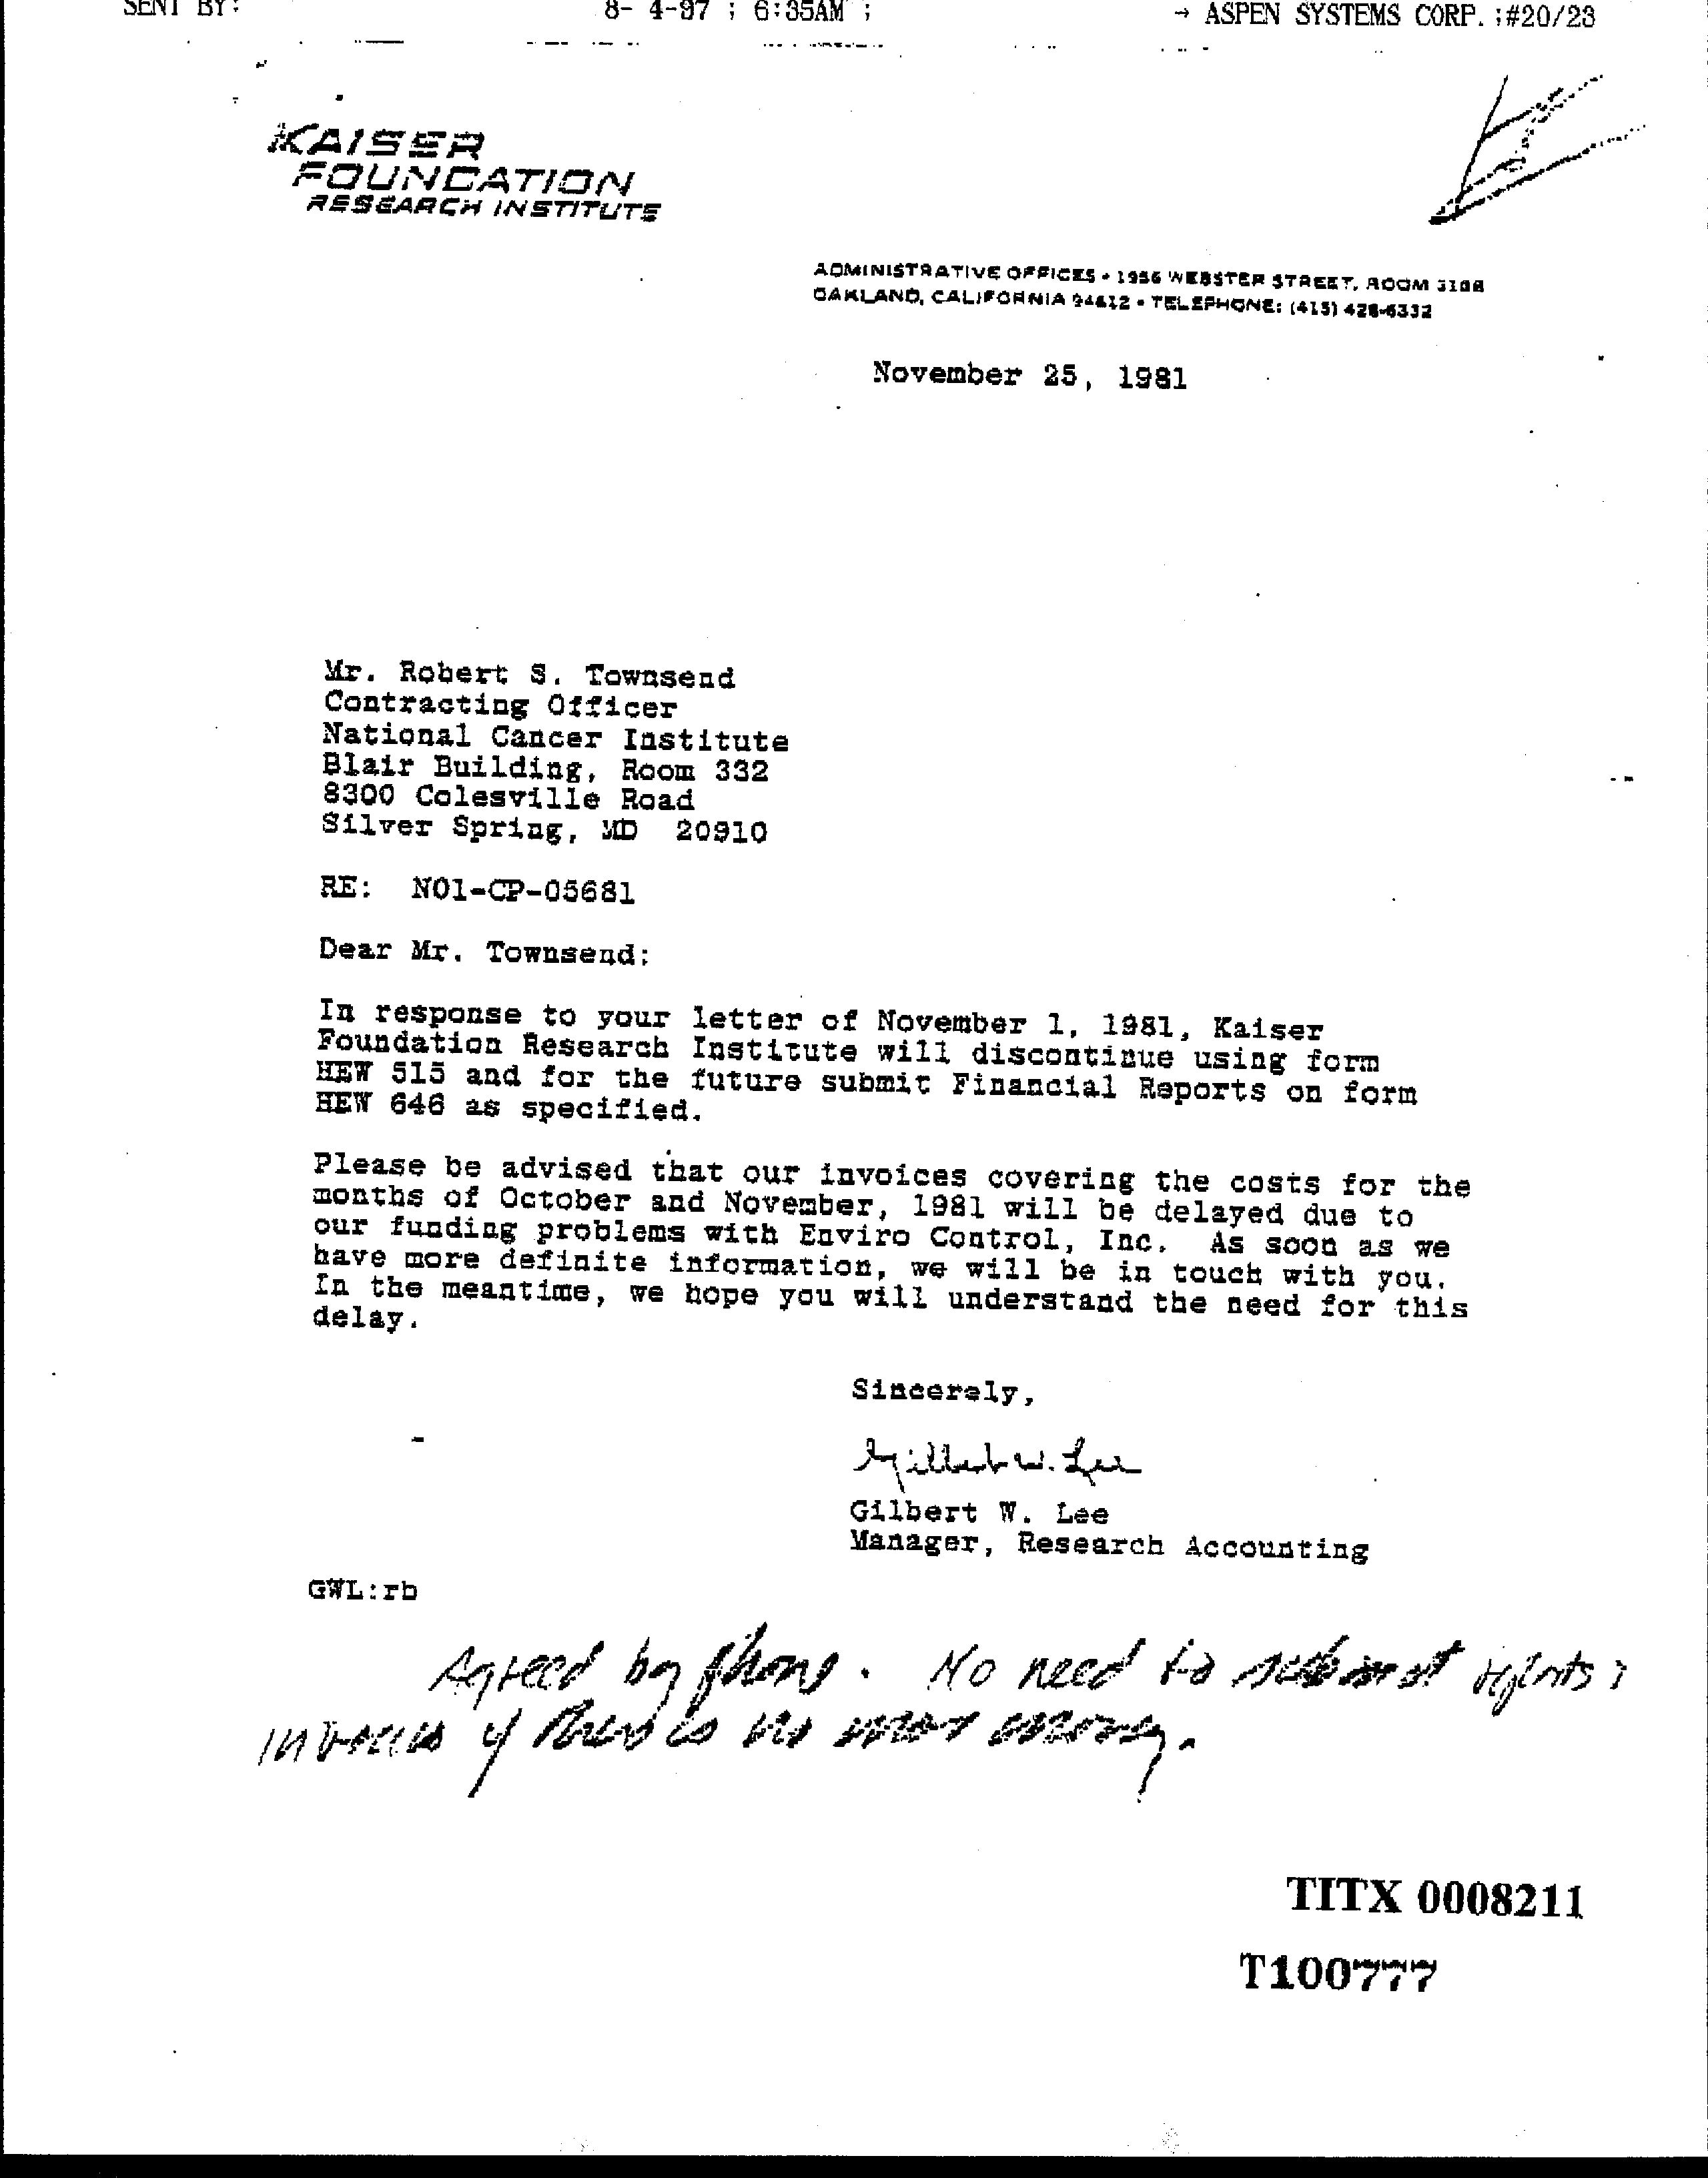 SENT BY:  8- 4-97 ; 6:35AM ;  → ASPEN SYSTEMS CORP.;#20/23
KAISER
FOUNDATION
RESEARCH INSTITUTE
ADMINISTRATIVE OFFICES • 1956 WEBSTER STREET, ROOM 310B
OAKLAND, CALIFORNIA 94612 • TELEPHONE: (415) 428-6332
November 25, 1981
Mr. Robert S. Townsend
Contracting Officer
National Cancer Institute
Blair Building, Room 332
8300 Colesville Road
Silver Spring, MD  20910
RE:  NO1-CP-05681
Dear Mr. Townsend:
In response to your letter of November 1, 1981, Kaiser
Foundation Research Institute will discontinue using form
HEW 515 and for the future submit Financial Reports on form
HEW 646 as specified.
Please be advised that our invoices covering the costs for the
months of October and November, 1981 will be delayed due to
our funding problems with Enviro Control, Inc.  As soon as we
have more definite information, we will be in touch with you.
In the meantime, we hope you will understand the need for this
delay.
Sincerely,
Gilbert W. Lee
Gilbert W. Lee
Manager, Research Accounting
GWL:rb
Agreed by phone. No need to submit reports
invoices if there is no more money.
TITX 0008211
T100777